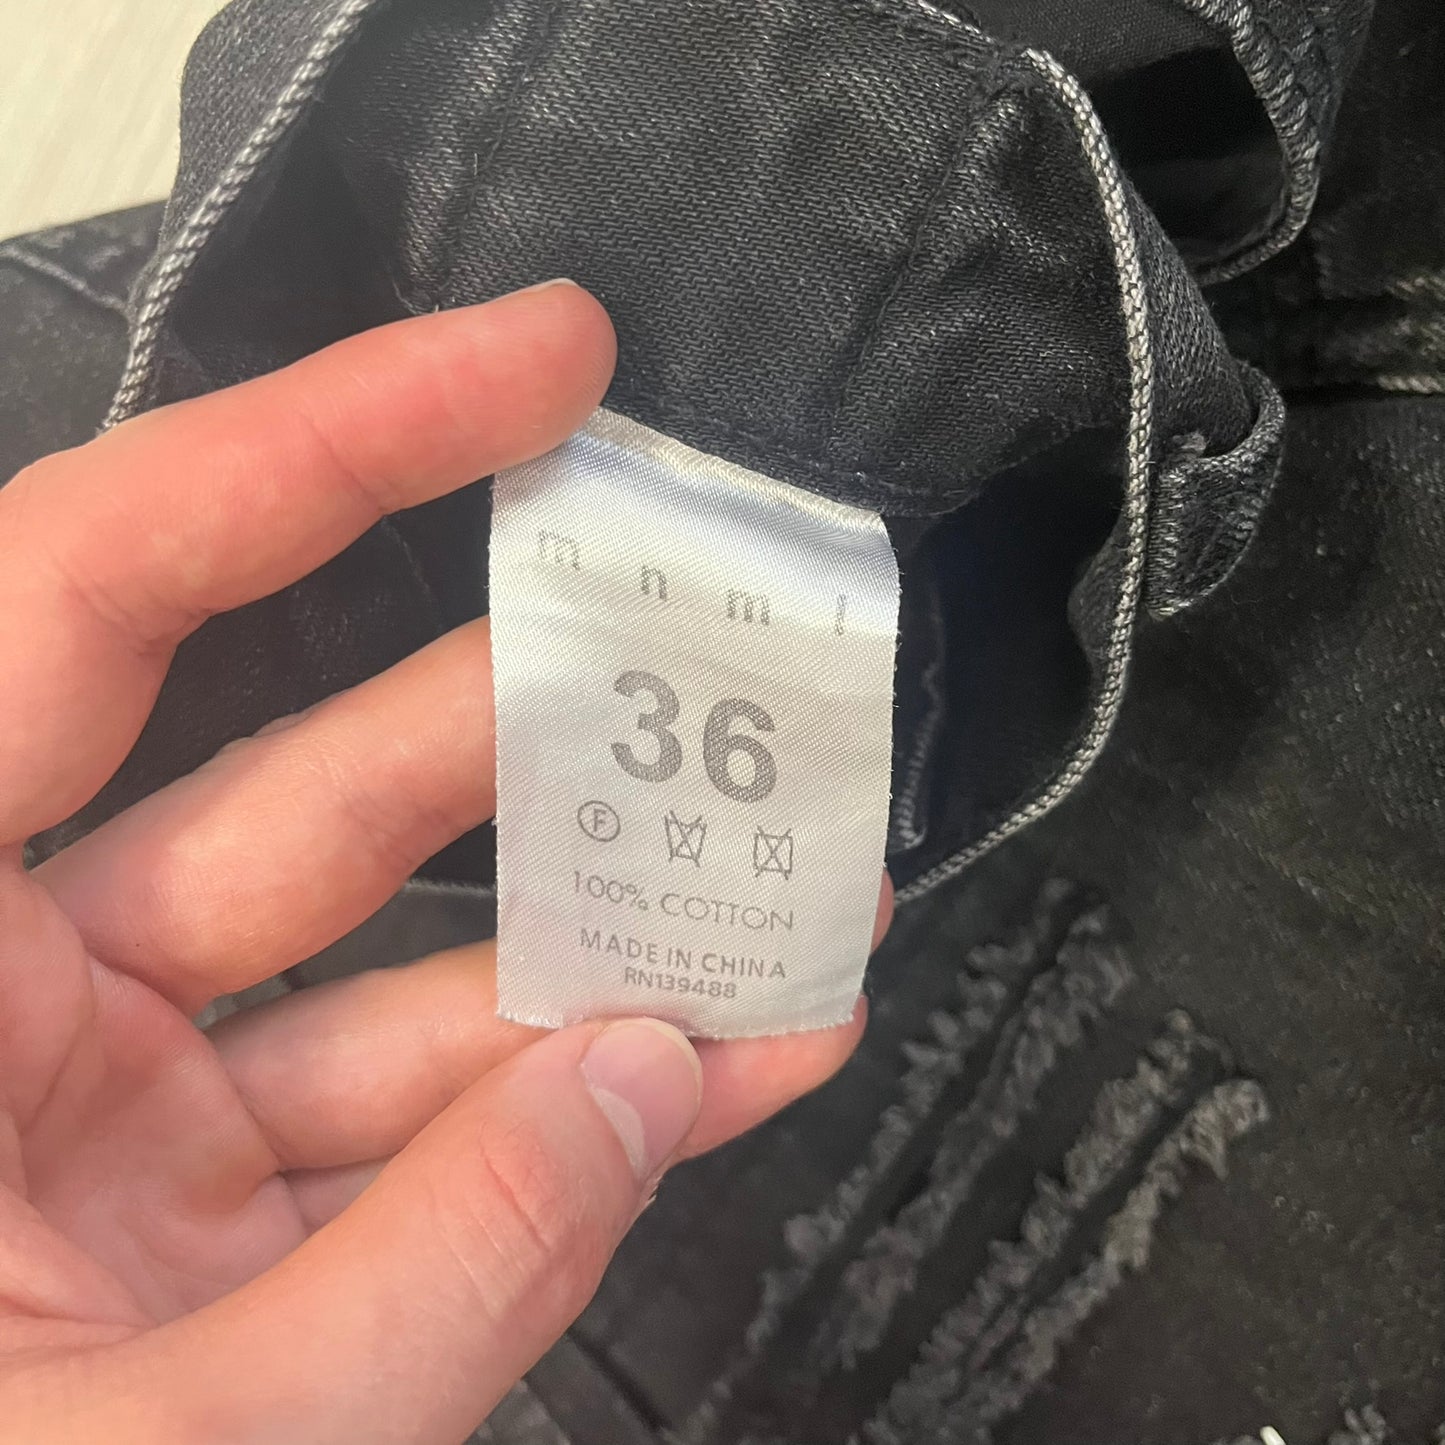 m n m l
36
F
100% COTTON
MADE IN CHINA
RN139488